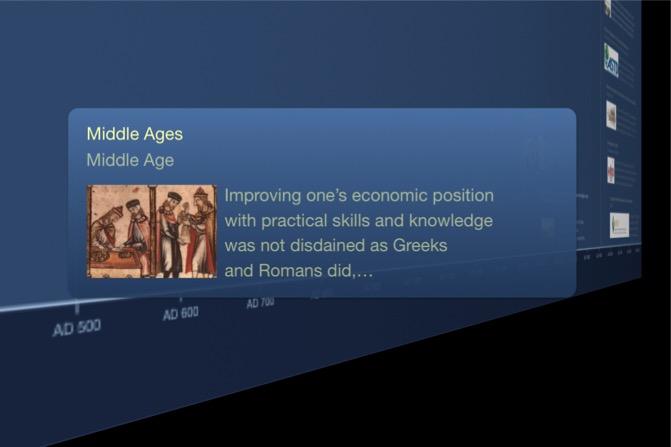 Middle Ages
Middle Age
Improving one’s economic position
with practical skills and knowledge
was not disdained as Greeks
and Romans did,…
AD 500
AD 600
AD 700